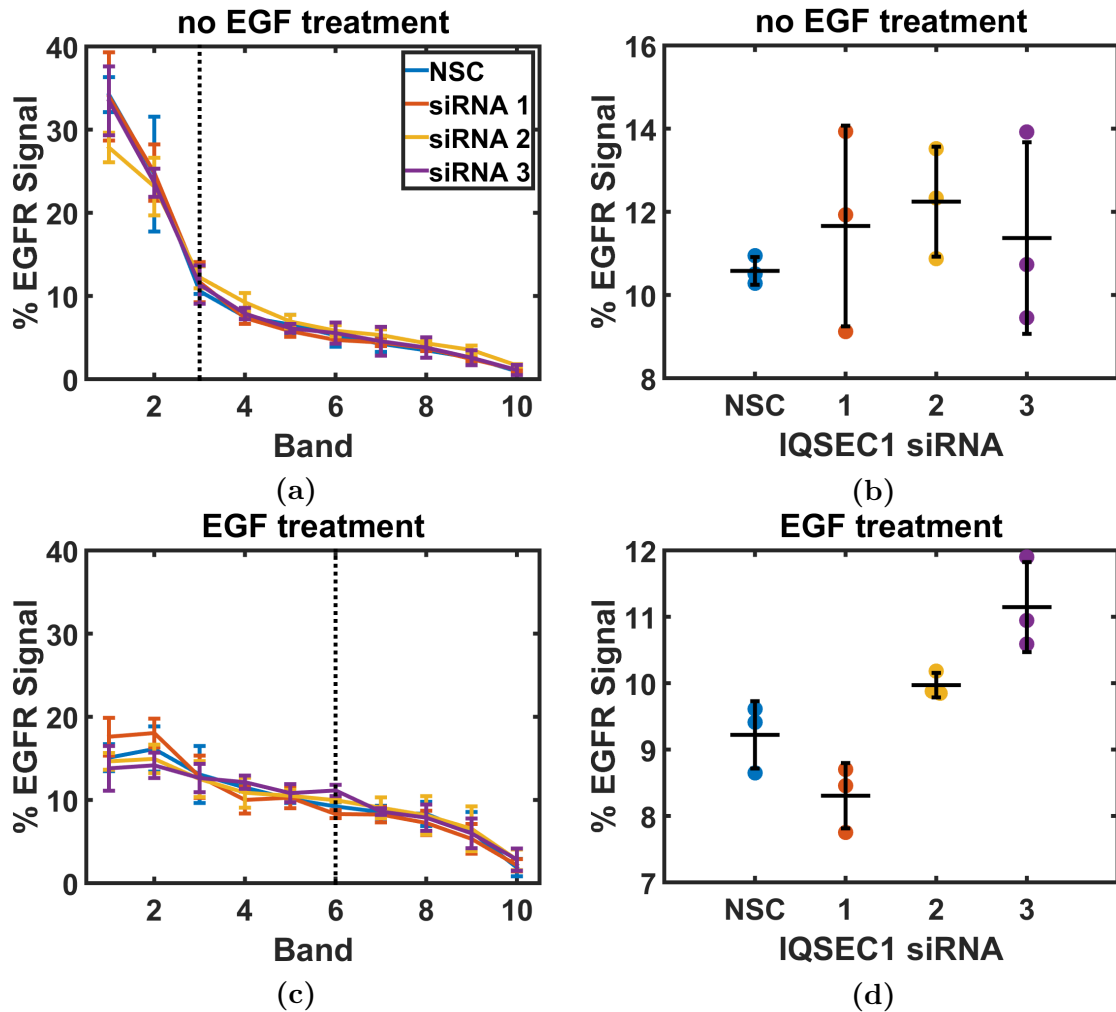 no EGF treatment
40
30
20
10
0
% EGFR Signal
NSC
siRNA 1
siRNA 2
siRNA 3
2 4 6 8 10
Band
(a)
no EGF treatment
16
14
12
10
8
% EGFR Signal
NSC 1 2 3
IQSEC1 siRNA
(b)
EGF treatment
40
30
20
10
0
% EGFR Signal
2 4 6 8 10
Band
(c)
EGF treatment
12
11
10
9
8
7
% EGFR Signal
NSC 1 2 3
IQSEC1 siRNA
(d)